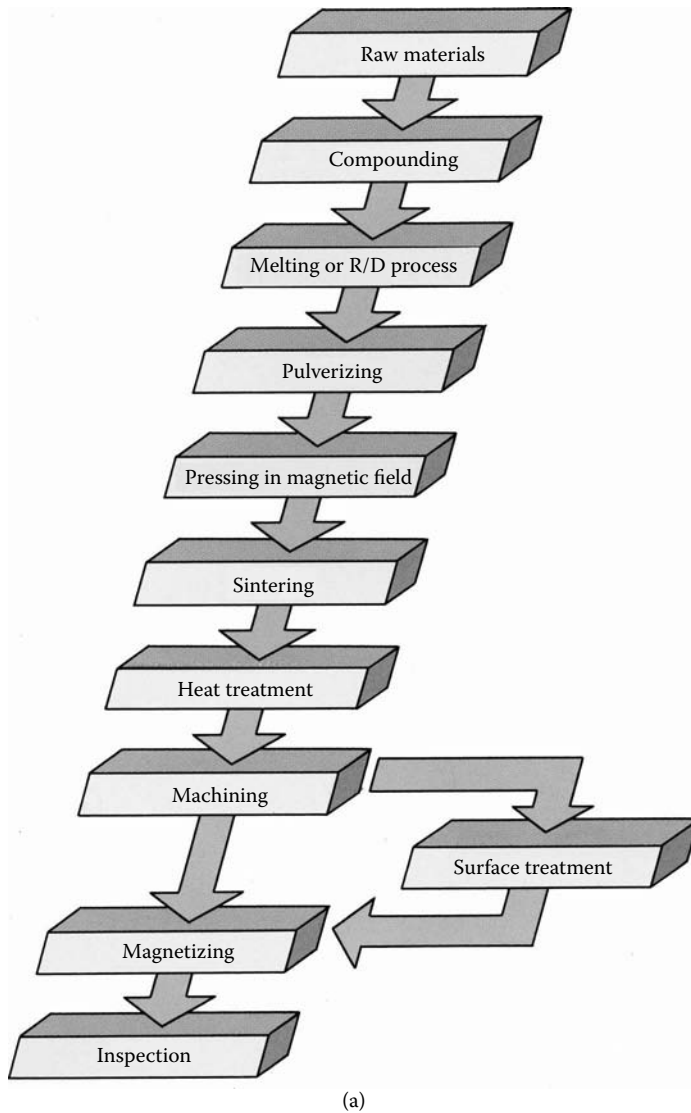 Raw materials
Compounding
Melting or R/D process
Pulverizing
Pressing in magnetic field
Sintering
Heat treatment
Machining
Surface treatment
Magnetizing
Inspection
(a)